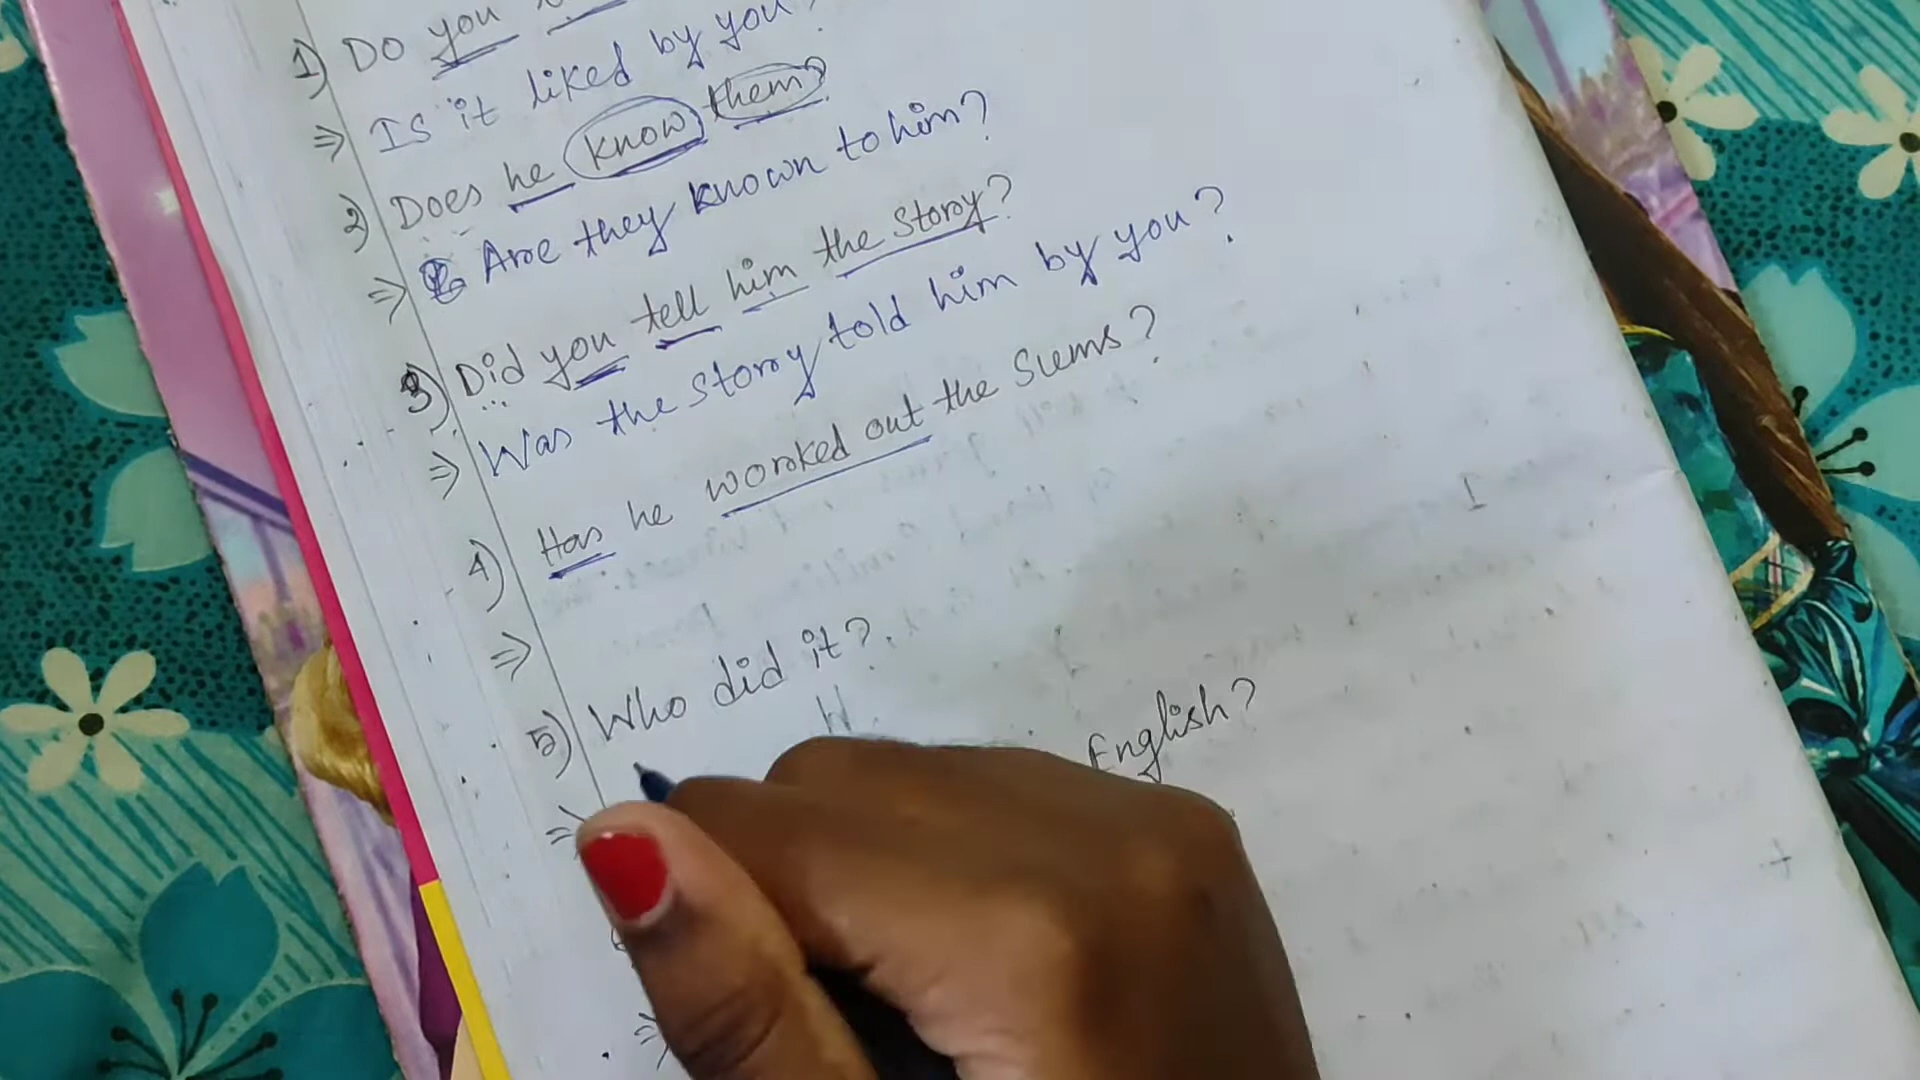 1) Do you
⇒ Is it liked by you?
2) Does he know them?
⇒ Are they known to him?
3) Did you tell him the story?
⇒ Was the story told him by you?
4) Has he worked out the sums?
⇒
5) Who did it?
⇒
English?
⇒